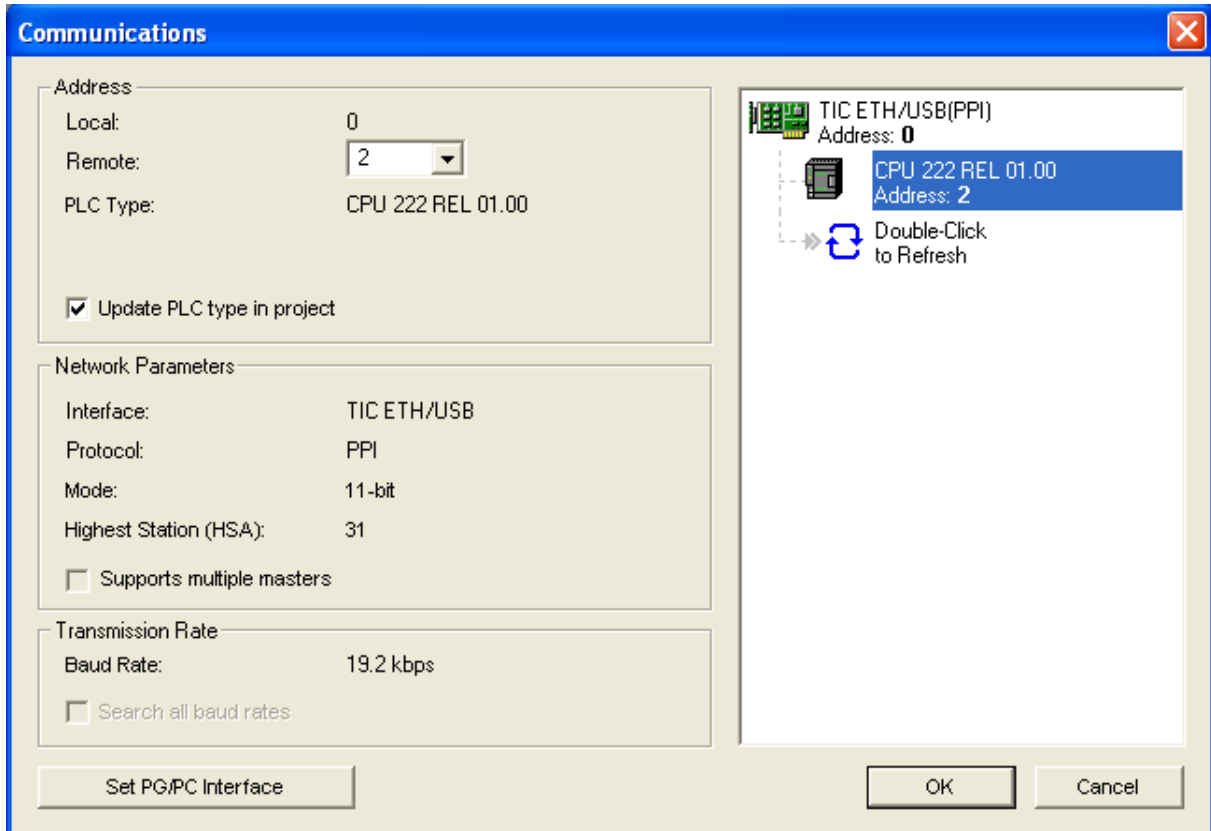 Communications
Address
Local: 0
Remote: 2
PLC Type: CPU 222 REL 01.00
Update PLC type in project
Network Parameters
Interface: TIC ETH/USB
Protocol: PPI
Mode: 11-bit
Highest Station (HSA): 31
Supports multiple masters
Transmission Rate
Baud Rate: 19.2 kbps
Search all baud rates
Set PG/PC Interface
TIC ETH/USB(PPI)
Address: 0
CPU 222 REL 01.00
Address: 2
Double-Click
to Refresh
OK
Cancel